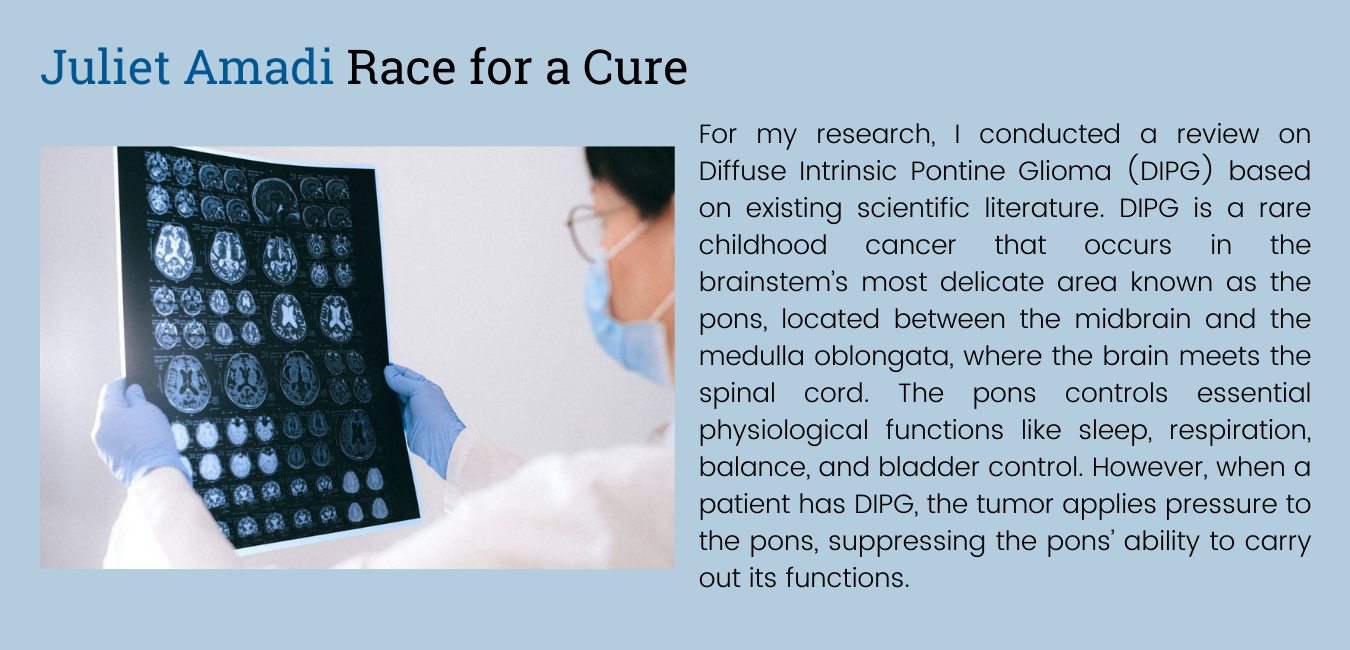 Juliet Amadi Race for a Cure
For my research, I conducted a review on
Diffuse Intrinsic Pontine Glioma (DIPG) based
on existing scientific literature. DIPG is a rare
childhood cancer that occurs in the
brainstem’s most delicate area known as the
pons, located between the midbrain and the
medulla oblongata, where the brain meets the
spinal cord. The pons controls essential
physiological functions like sleep, respiration,
balance, and bladder control. However, when a
patient has DIPG, the tumor applies pressure to
the pons, suppressing the pons’ ability to carry
out its functions.